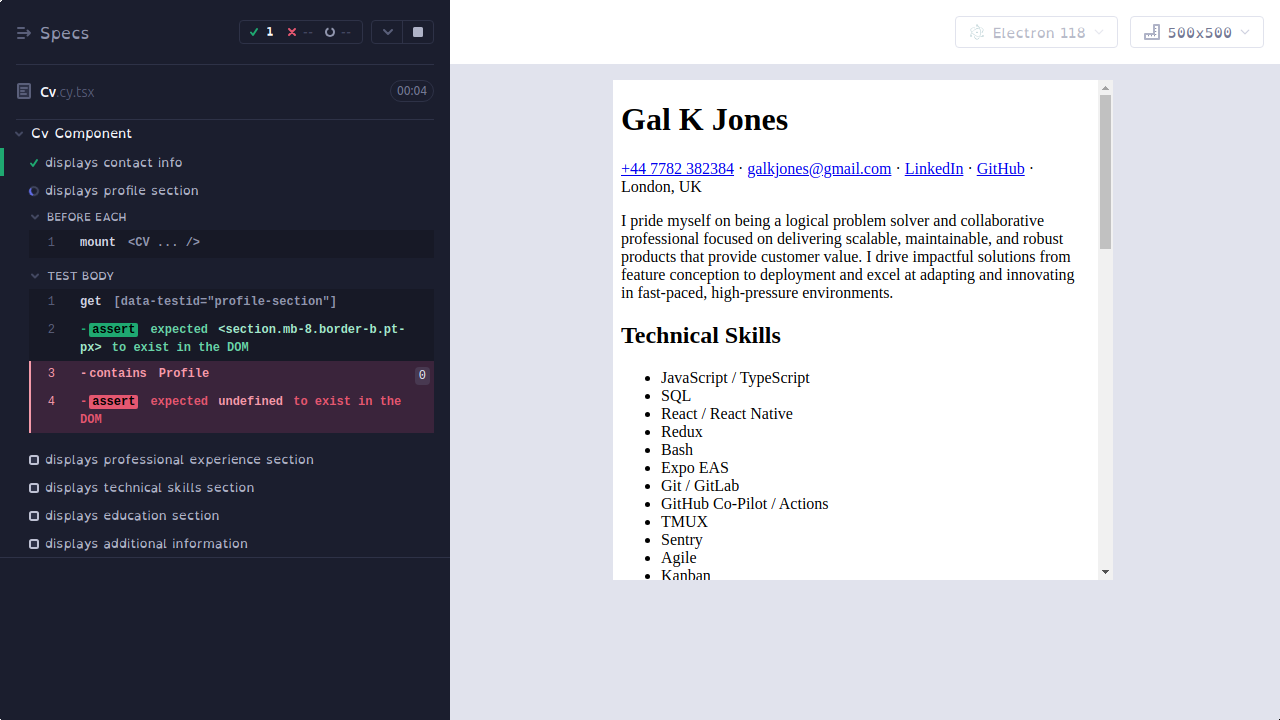 Specs
1
--
--
Cv.cy.tsx
00:04
Cv Component
displays contact info
displays profile section
BEFORE EACH
1 mount <CV ... />
TEST BODY
1 get [data-testid="profile-section"]
2 -assert expected <section.mb-8.border-b.pt-
px> to exist in the DOM
3 -contains Profile 0
4 -assert expected undefined to exist in the
DOM
displays professional experience section
displays technical skills section
displays education section
displays additional information
Electron 118
500x500
Gal K Jones
+44 7782 382384 · galkjones@gmail.com · LinkedIn · GitHub ·
London, UK
I pride myself on being a logical problem solver and collaborative
professional focused on delivering scalable, maintainable, and robust
products that provide customer value. I drive impactful solutions from
feature conception to deployment and excel at adapting and innovating
in fast-paced, high-pressure environments.
Technical Skills
• JavaScript / TypeScript
• SQL
• React / React Native
• Redux
• Bash
• Expo EAS
• Git / GitLab
• GitHub Co-Pilot / Actions
• TMUX
• Sentry
• Agile
• Kanban